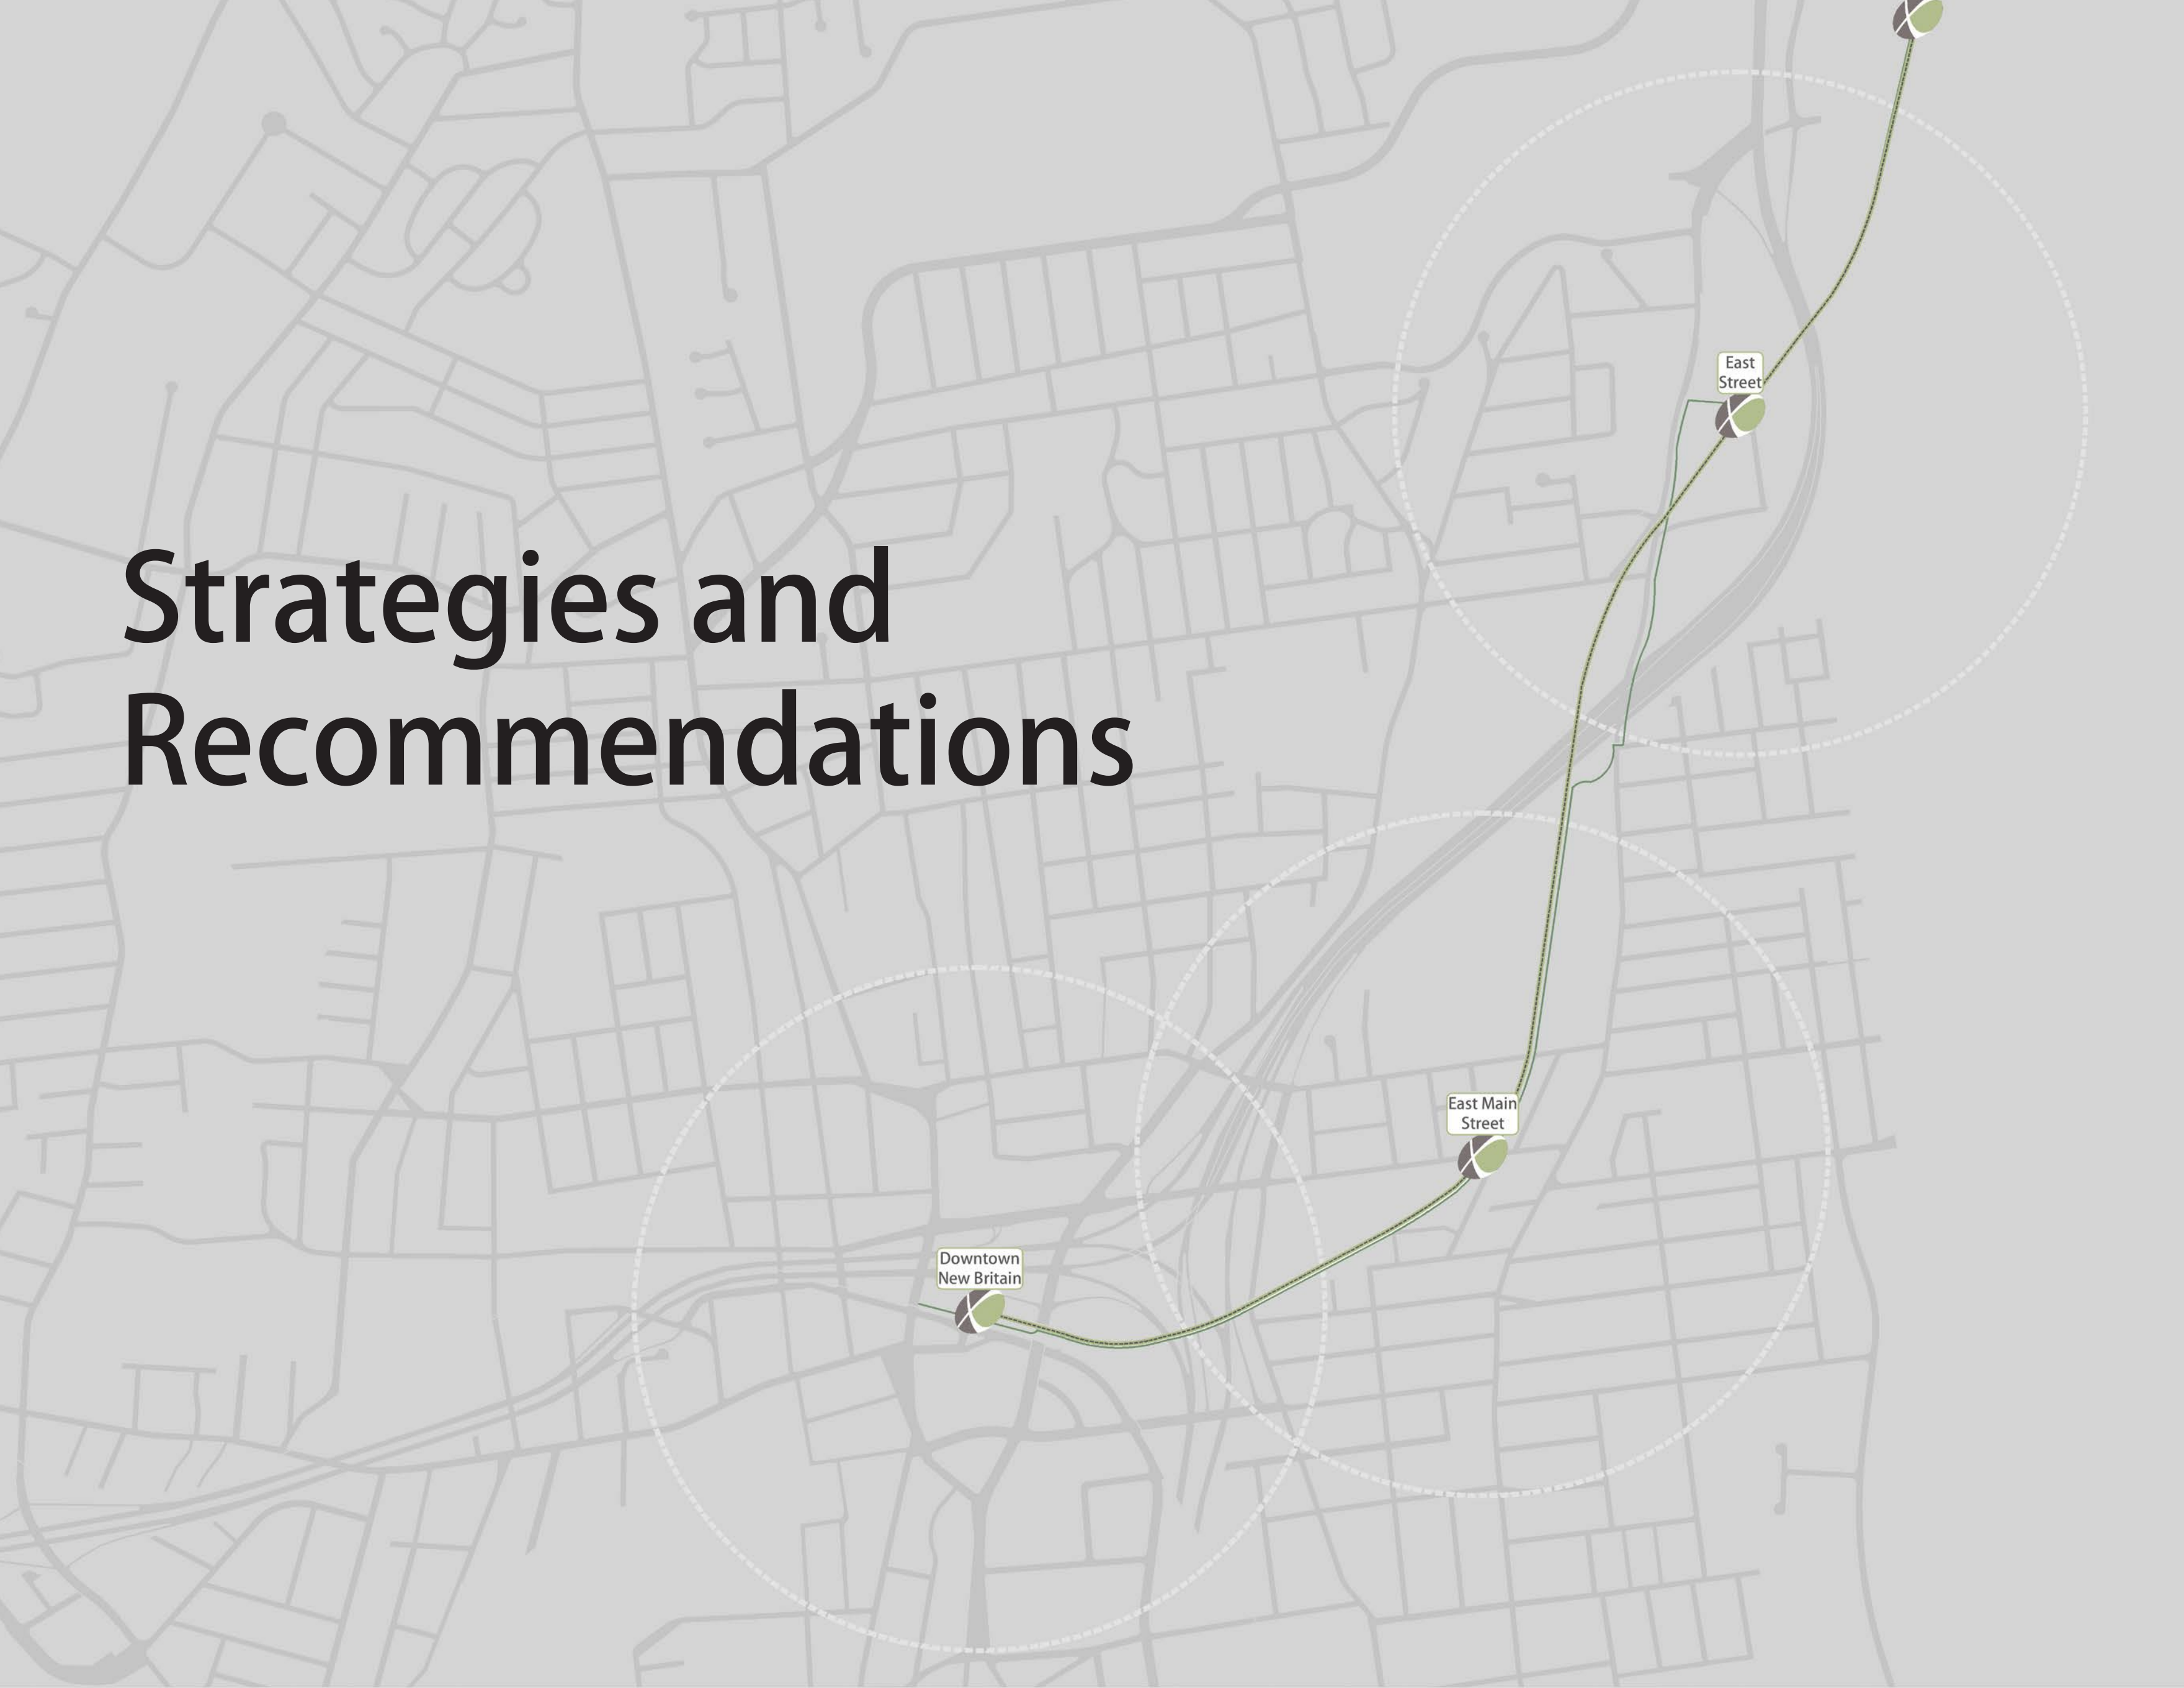 Strategies and
Recommendations
East
Street
East Main
Street
Downtown
New Britain